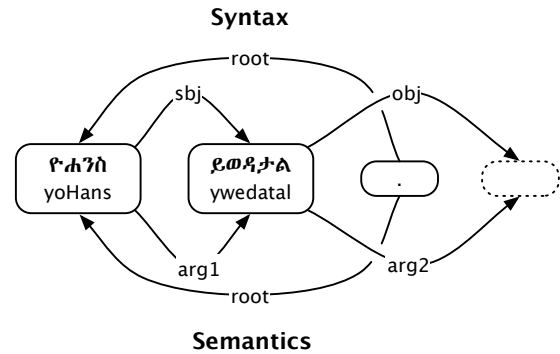 Syntax
root
sbj
obj
ዮሐንስ
yoHans
ይወዳታል
ywedatal
.
arg1
arg2
root
Semantics